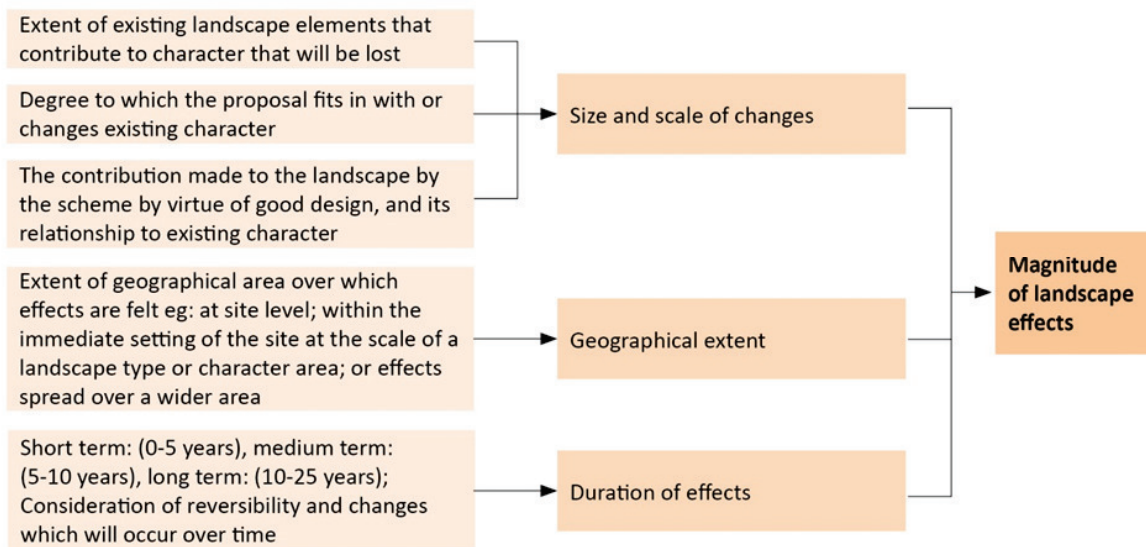 Extent of existing landscape elements that
contribute to character that will be lost
Degree to which the proposal fits in with or
changes existing character
The contribution made to the landscape by
the scheme by virtue of good design, and its
relationship to existing character
Size and scale of changes
Extent of geographical area over which
effects are felt eg: at site level; within the
immediate setting of the site at the scale of a
landscape type or character area; or effects
spread over a wider area
Geographical extent
Short term: (0-5 years), medium term:
(5-10 years), long term: (10-25 years);
Consideration of reversibility and changes
which will occur over time
Duration of effects
Magnitude
of landscape
effects